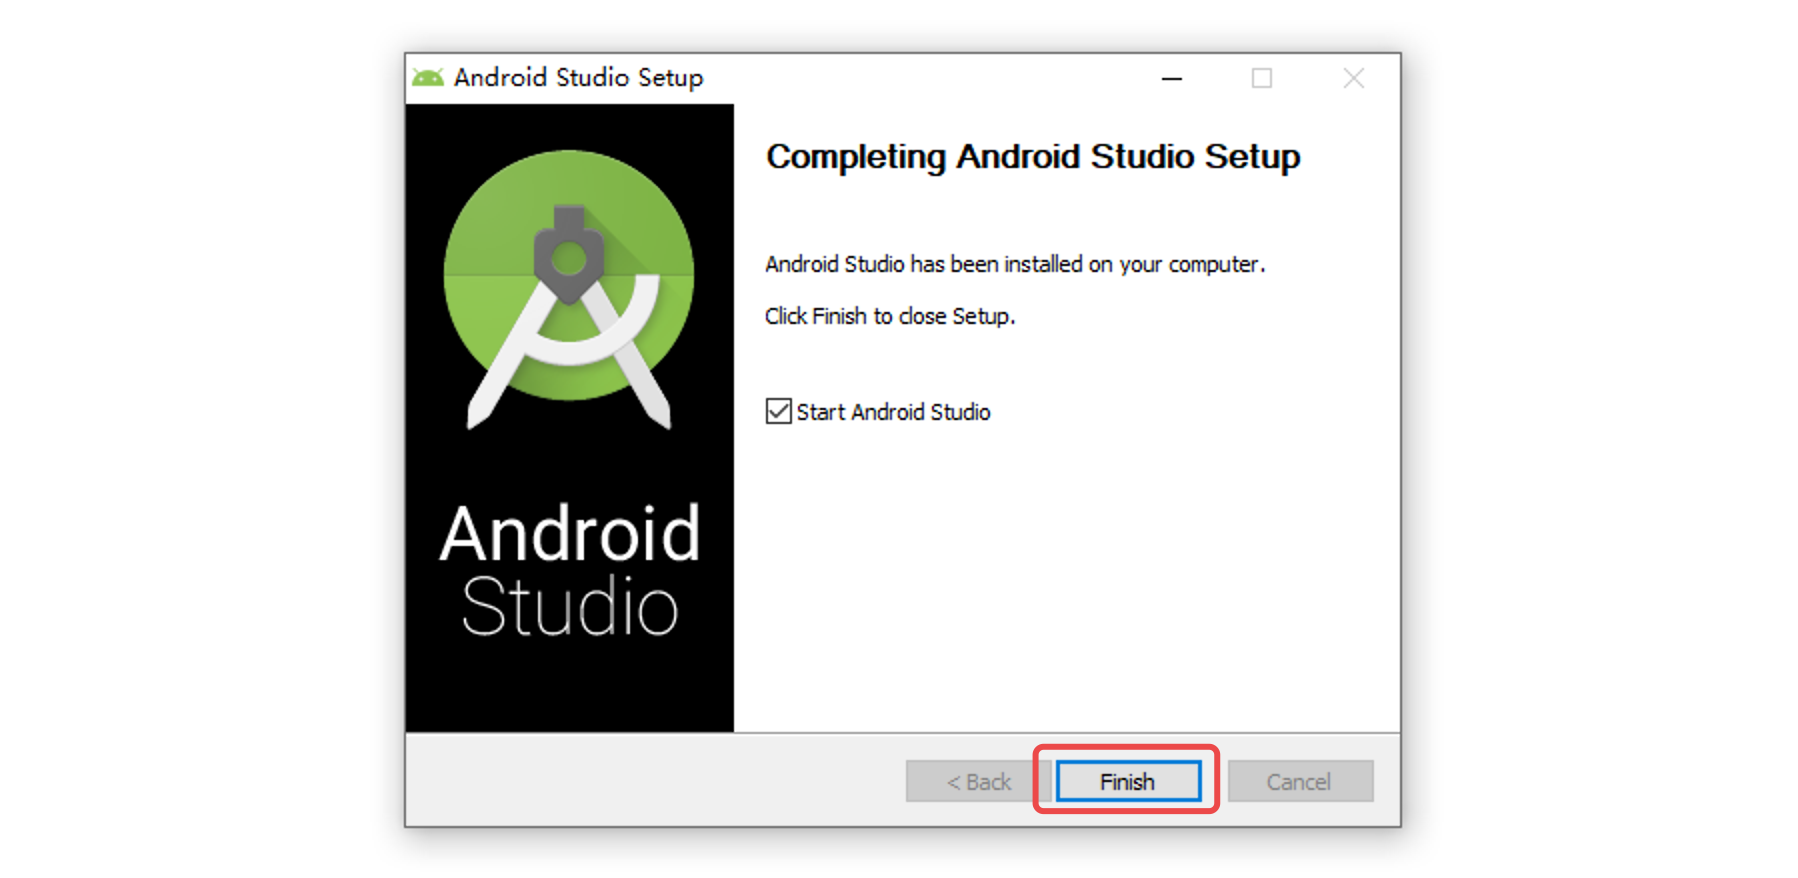 Android Studio Setup
Completing Android Studio Setup
Android Studio has been installed on your computer.
Click Finish to close Setup.
Start Android Studio
Android
Studio
< Back
Finish
Cancel